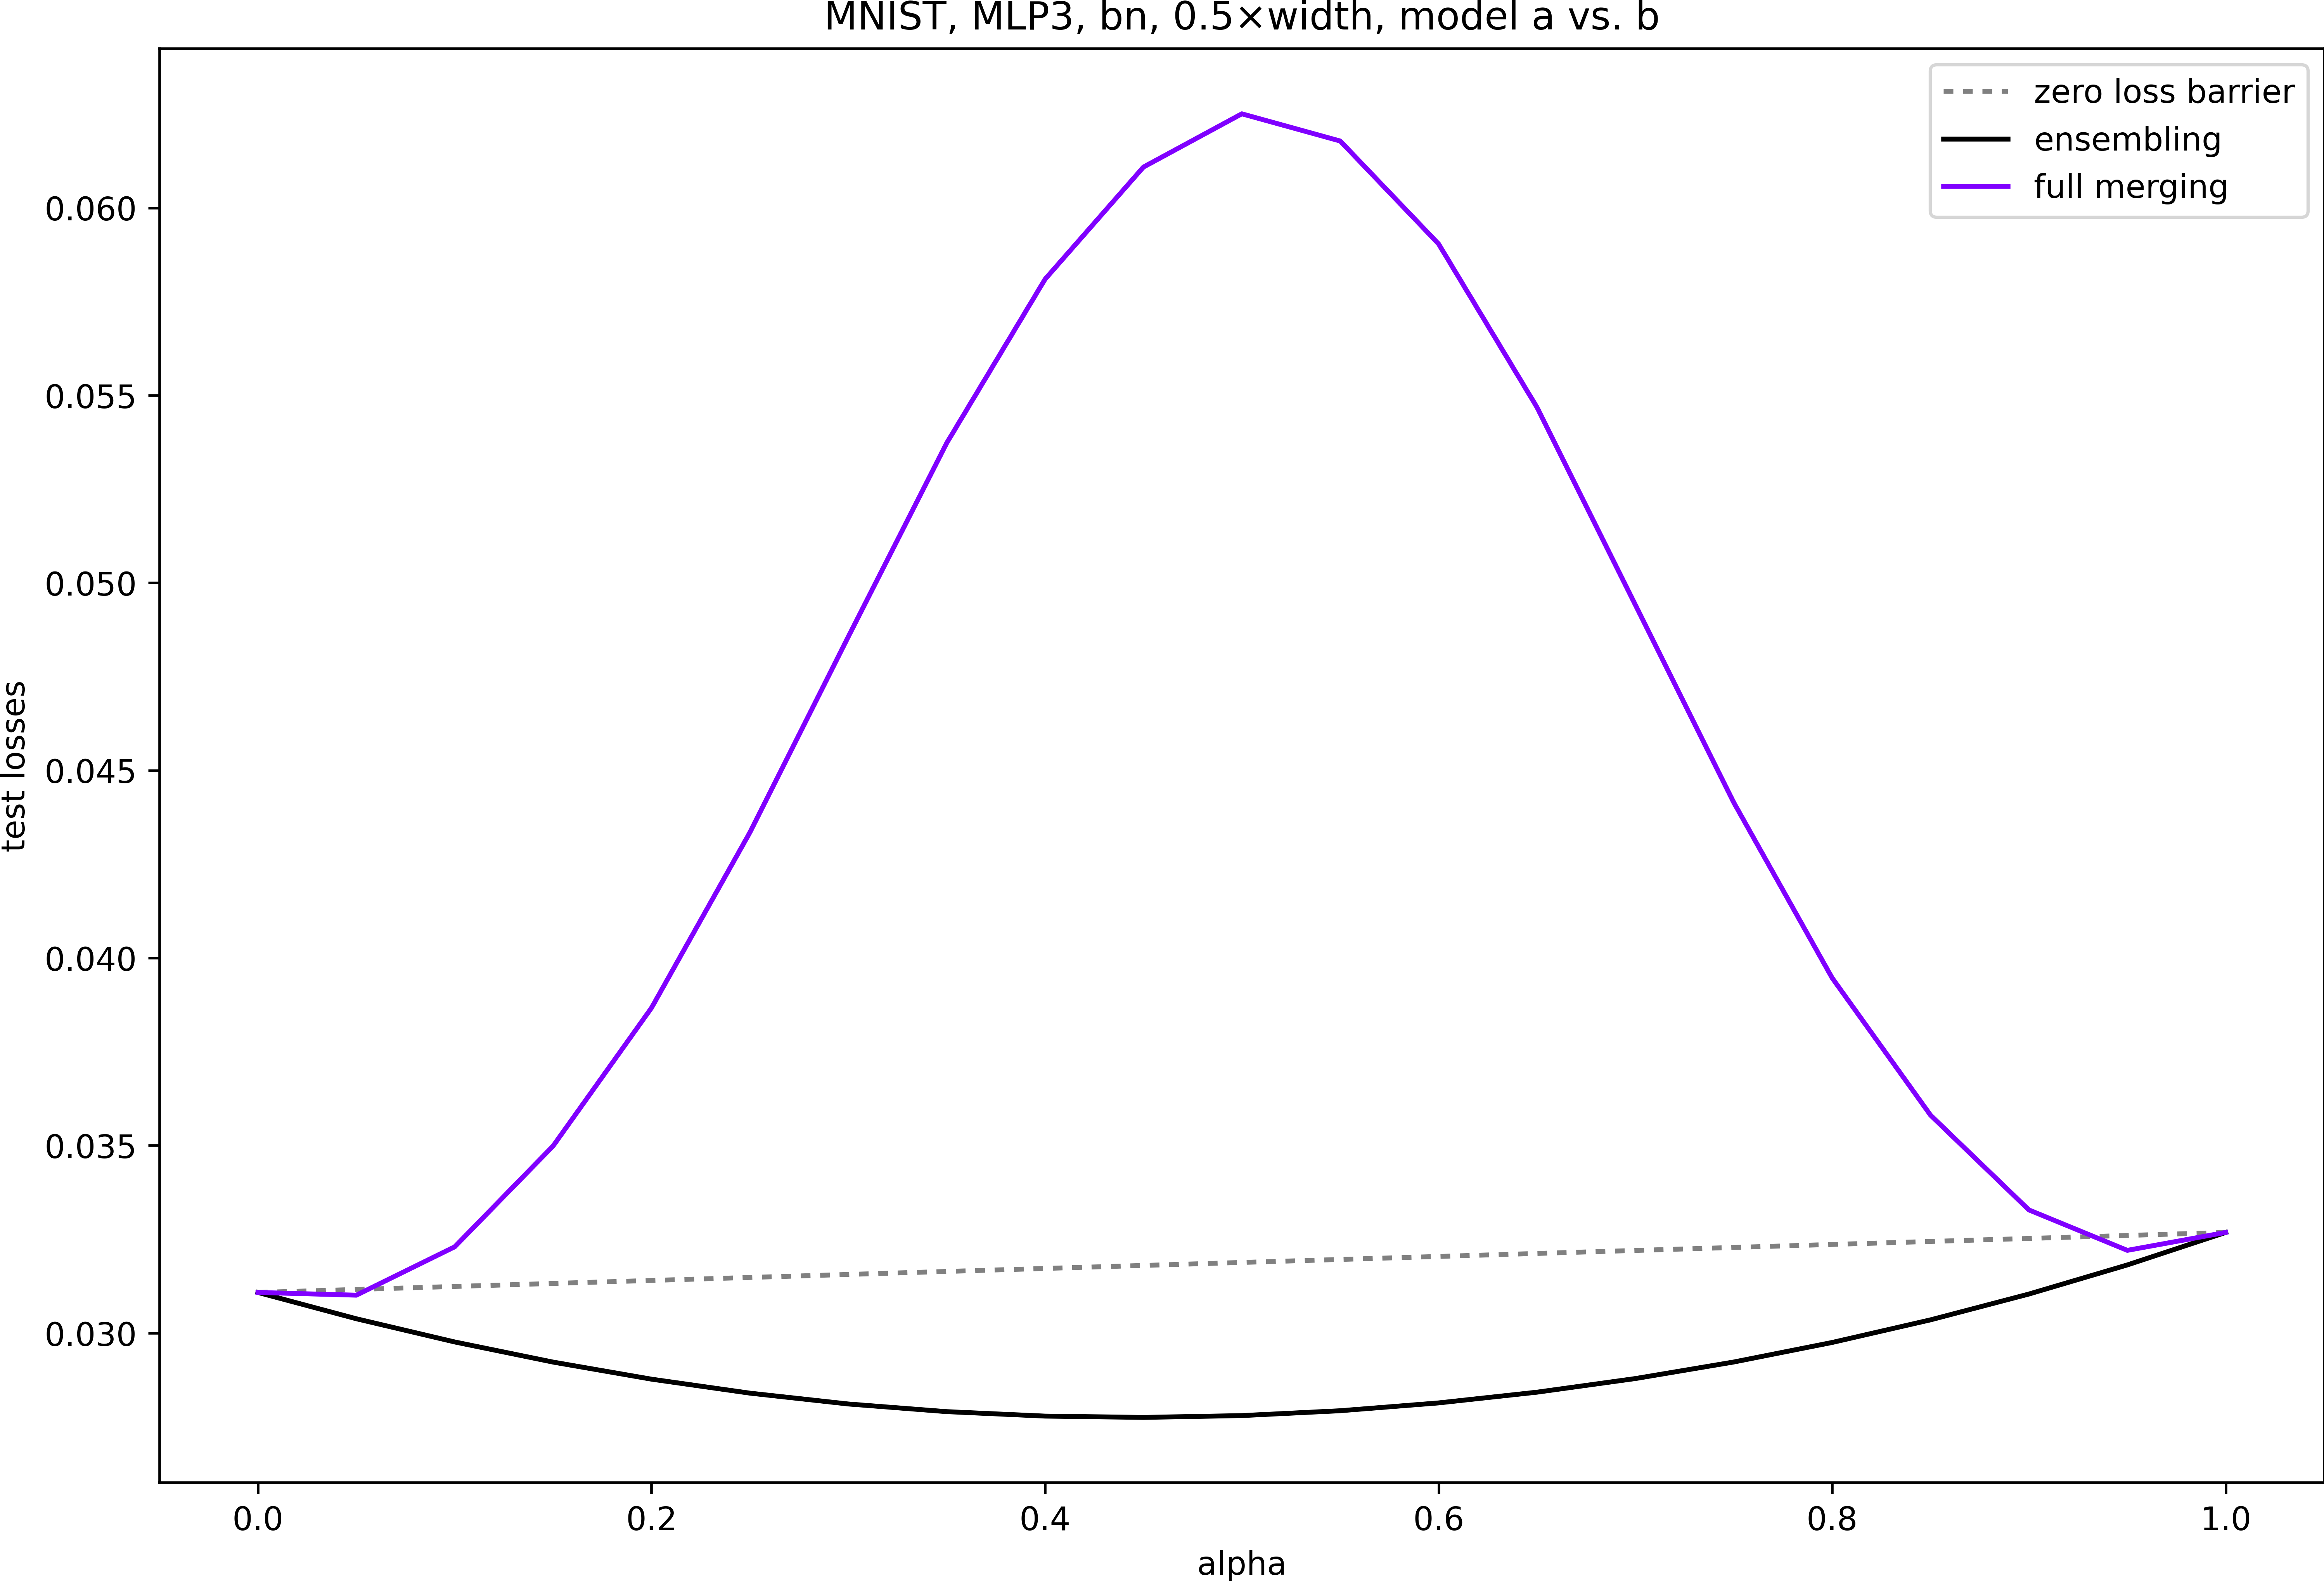 MNIST, MLP3, bn, 0.5×width, model a vs. b
zero loss barrier
ensembling
full merging
0.060
0.055
0.050
0.045
0.040
0.035
0.030
test losses
0.0 0.2 0.4 0.6 0.8 1.0
alpha